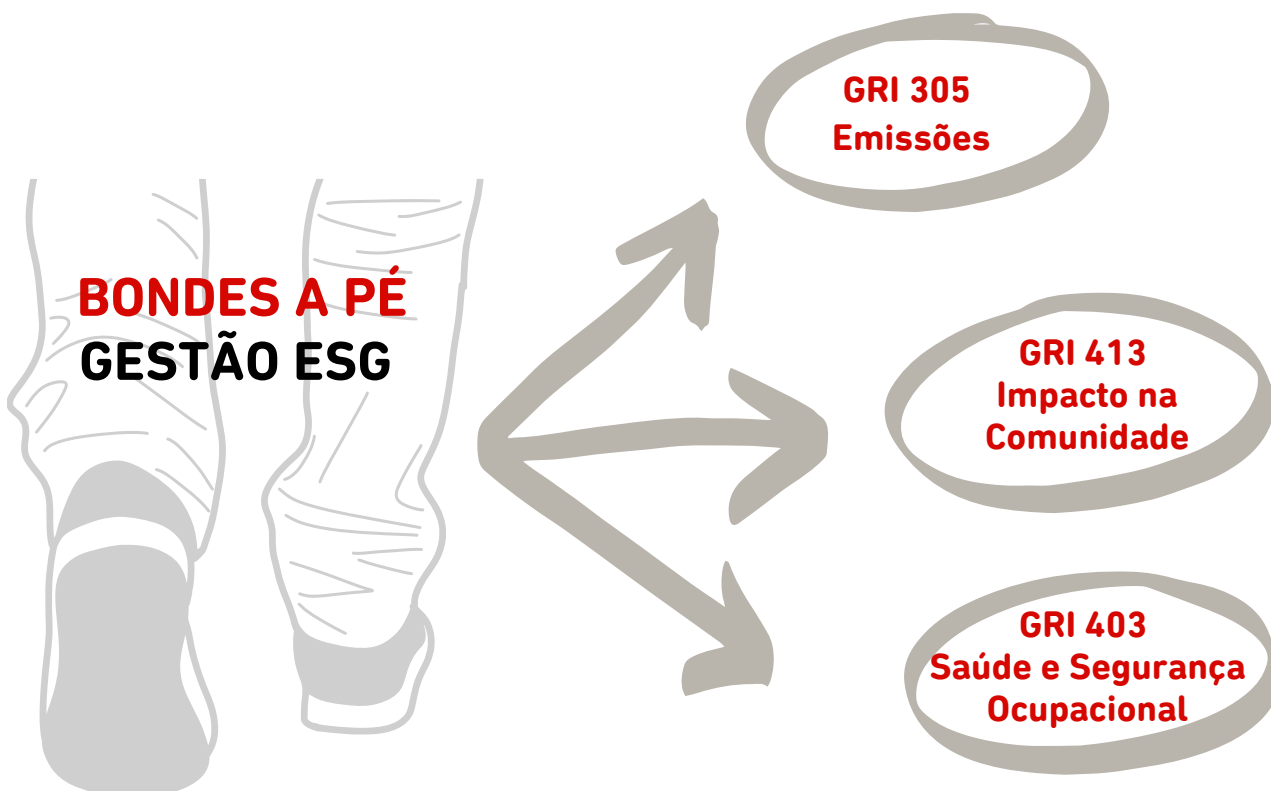 BONDES A PÉ
GESTÃO ESG
GRI 305
Emissões
GRI 413
Impacto na
Comunidade
GRI 403
Saúde e Segurança
Ocupacional